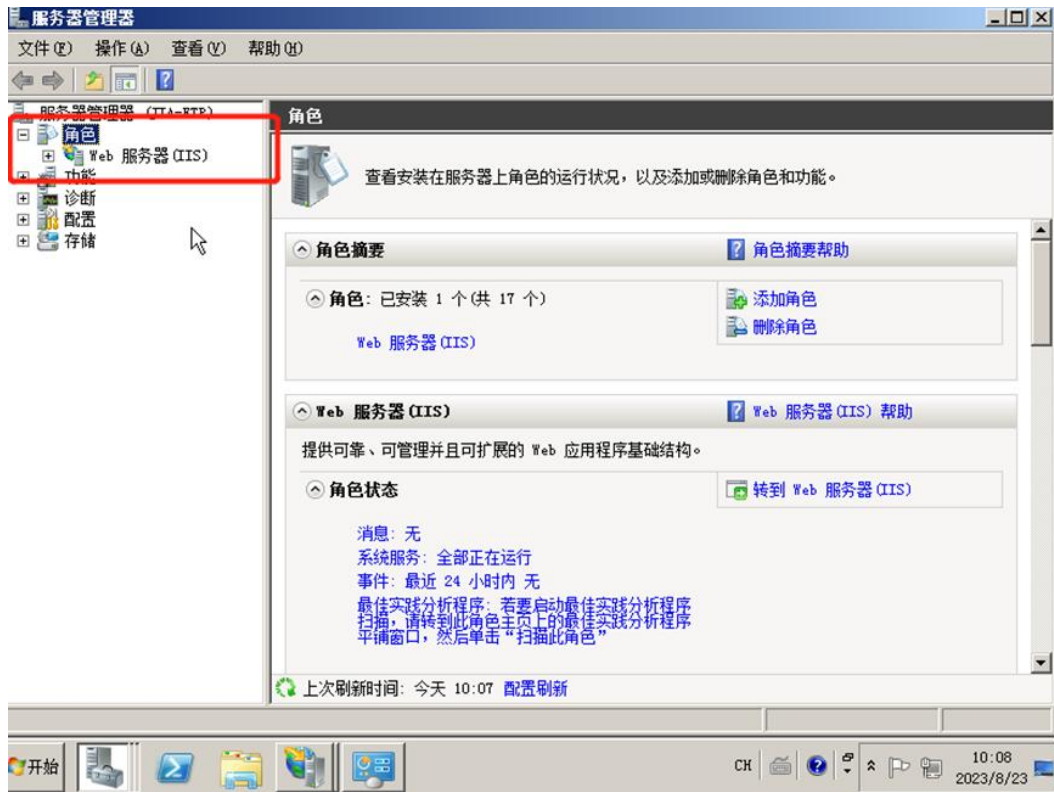 服务器管理器
文件(F) 操作(A) 查看(V) 帮助(H)
服务器管理器 (JIA-FTP)
角色
Web 服务器(IIS)
功能
诊断
配置
存储
角色
查看安装在服务器上角色的运行状况，以及添加或删除角色和功能。
角色摘要
角色摘要帮助
角色: 已安装 1 个(共 17 个)
添加角色
删除角色
Web 服务器(IIS)
Web 服务器(IIS)
Web 服务器(IIS) 帮助
提供可靠、可管理并且可扩展的 Web 应用程序基础结构。
角色状态
转到 Web 服务器(IIS)
消息: 无
系统服务: 全部正在运行
事件: 最近 24 小时内 无
最佳实践分析程序: 若要启动最佳实践分析程序
扫描，请转到此角色主页上的最佳实践分析程序
平铺窗口，然后单击“扫描此角色”
上次刷新时间: 今天 10:07 配置刷新
开始
CH
10:08
2023/8/23